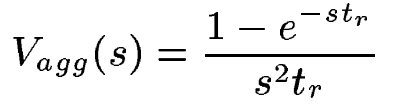 V_{agg}(s) = \frac{1 - e^{-st_r}}{s^2 t_r}